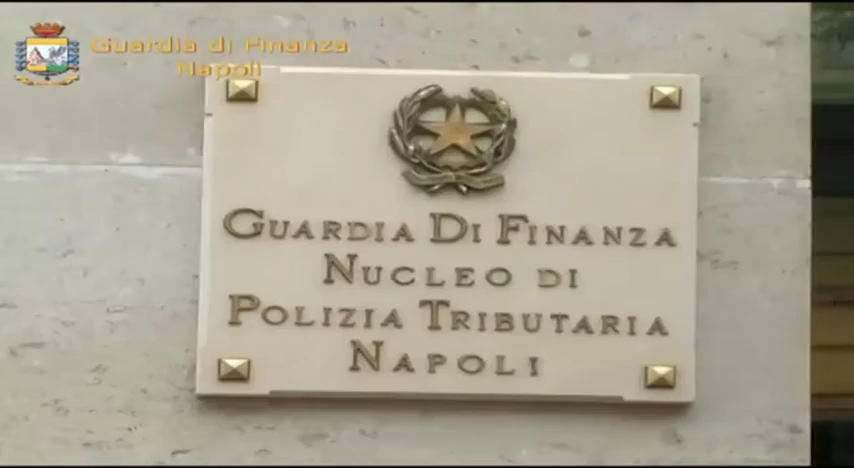 Guardia di Finanza
Napoli
GUARDIA DI FINANZA
NUCLEO DI
POLIZIA TRIBUTARIA
NAPOLI